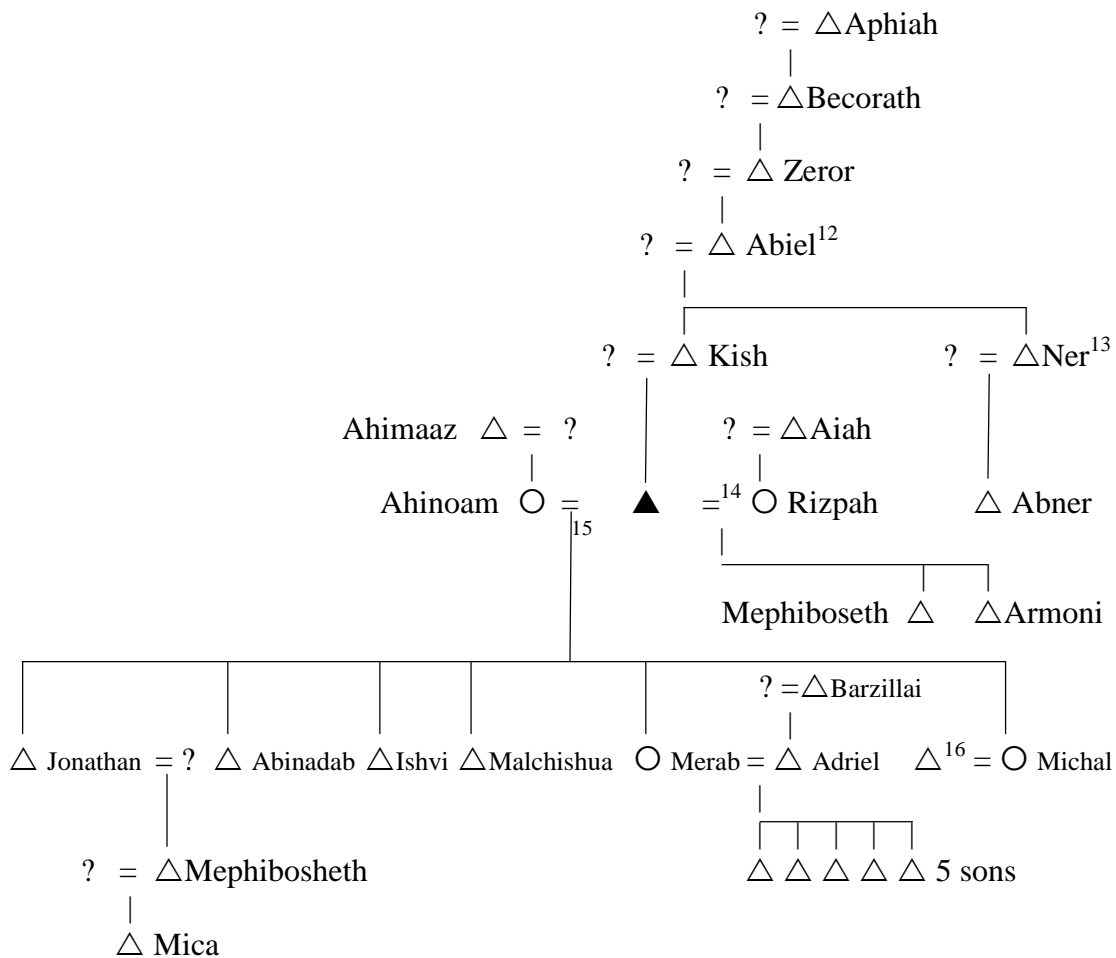 ? = △Aphiah
? = △Becorath
? = △ Zeror
? = △ Abiel12
? = △ Kish ? = △Ner13
Ahimaaz △ = ? ? = △Aiah
Ahinoam ○ = 15 ▲ =14 ○ Rizpah △ Abner
Mephiboseth △ △Armoni
? =△Barzillai
△ Jonathan = ? △ Abinadab △Ishvi △Malchishua ○ Merab = △ Adriel △16 = ○ Michal
? = △Mephibosheth △ △ △ △ △ 5 sons
△ Mica